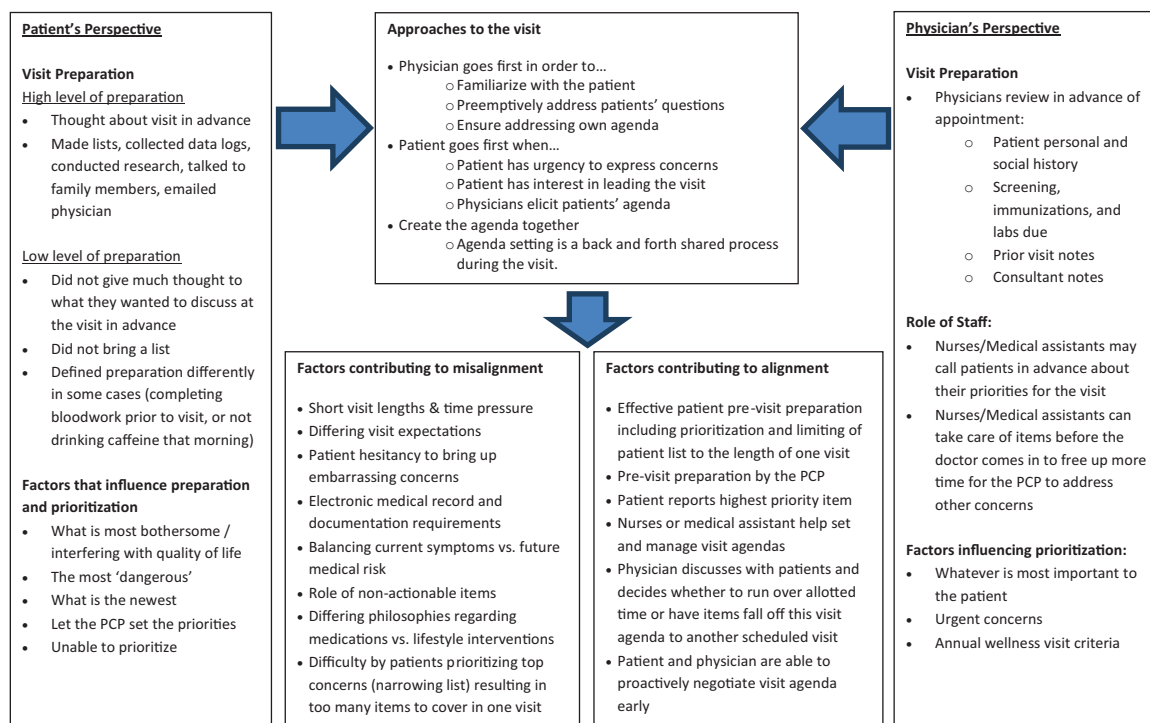 Patient's Perspective
Visit Preparation
High level of preparation
• Thought about visit in advance
• Made lists, collected data logs,
conducted research, talked to
family members, emailed
physician
Low level of preparation
• Did not give much thought to
what they wanted to discuss at
the visit in advance
• Did not bring a list
• Defined preparation differently
in some cases (completing
bloodwork prior to visit, or not
drinking caffeine that morning)
Factors that influence preparation
and prioritization
• What is most bothersome /
interfering with quality of life
• The most 'dangerous'
• What is the newest
• Let the PCP set the priorities
• Unable to prioritize
Approaches to the visit
• Physician goes first in order to…
o Familiarize with the patient
o Preemptively address patients' questions
o Ensure addressing own agenda
• Patient goes first when…
o Patient has urgency to express concerns
o Patient has interest in leading the visit
o Physicians elicit patients' agenda
• Create the agenda together
o Agenda setting is a back and forth shared process
during the visit.
Factors contributing to misalignment
• Short visit lengths & time pressure
• Differing visit expectations
• Patient hesitancy to bring up
embarrassing concerns
• Electronic medical record and
documentation requirements
• Balancing current symptoms vs. future
medical risk
• Role of non-actionable items
• Differing philosophies regarding
medications vs. lifestyle interventions
• Difficulty by patients prioritizing top
concerns (narrowing list) resulting in
too many items to cover in one visit
Factors contributing to alignment
• Effective patient pre-visit preparation
including prioritization and limiting of
patient list to the length of one visit
• Pre-visit preparation by the PCP
• Patient reports highest priority item
• Nurses or medical assistant help set
and manage visit agendas
• Physician discusses with patients and
decides whether to run over allotted
time or have items fall off this visit
agenda to another scheduled visit
• Patient and physician are able to
proactively negotiate visit agenda
early
Physician's Perspective
Visit Preparation
• Physicians review in advance of
appointment:
o Patient personal and
social history
o Screening,
immunizations, and
labs due
o Prior visit notes
o Consultant notes
Role of Staff:
• Nurses/Medical assistants may
call patients in advance about
their priorities for the visit
• Nurses/Medical assistants can
take care of items before the
doctor comes in to free up more
time for the PCP to address
other concerns
Factors influencing prioritization:
• Whatever is most important to
the patient
• Urgent concerns
• Annual wellness visit criteria